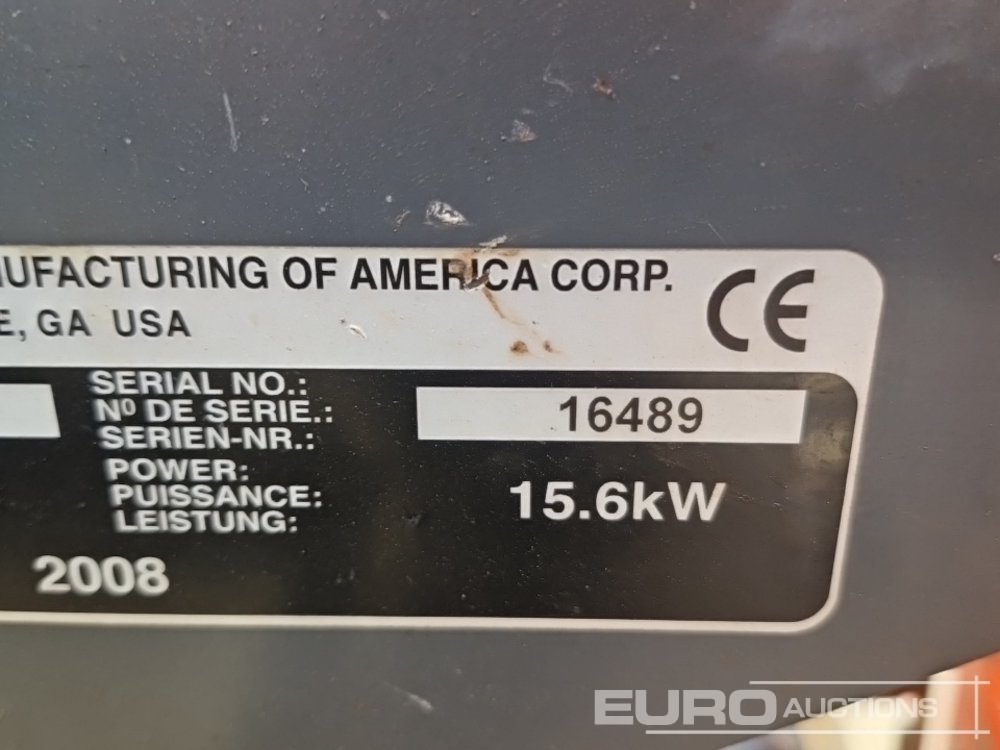 NUFACTURING OF AMERICA CORP.
E, GA USA
CE
SERIAL NO.:
Nº DE SERIE.:
SERIEN-NR.:
16489
POWER:
PUISSANCE:
LEISTUNG:
15.6kW
2008
EURO AUCTIONS